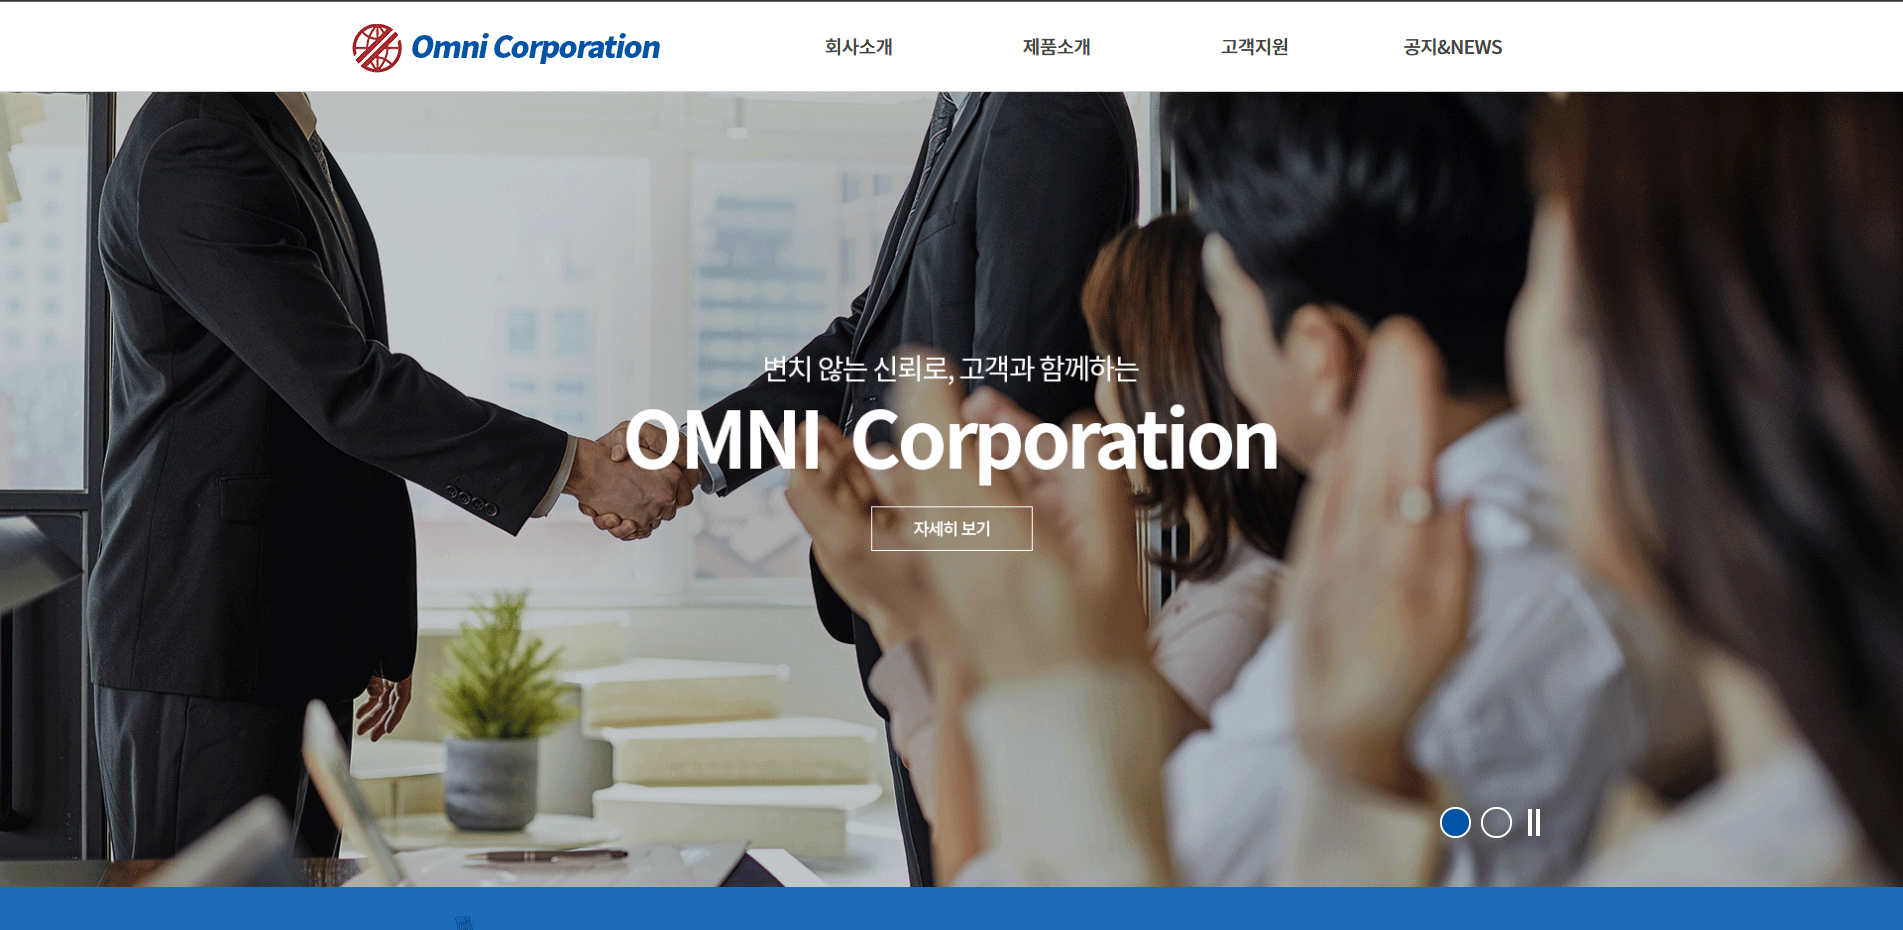 Omni Corporation
회사소개
제품소개
고객지원
공지&NEWS
변치 않는 신뢰로, 고객과 함께하는
OMNI Corporation
자세히 보기